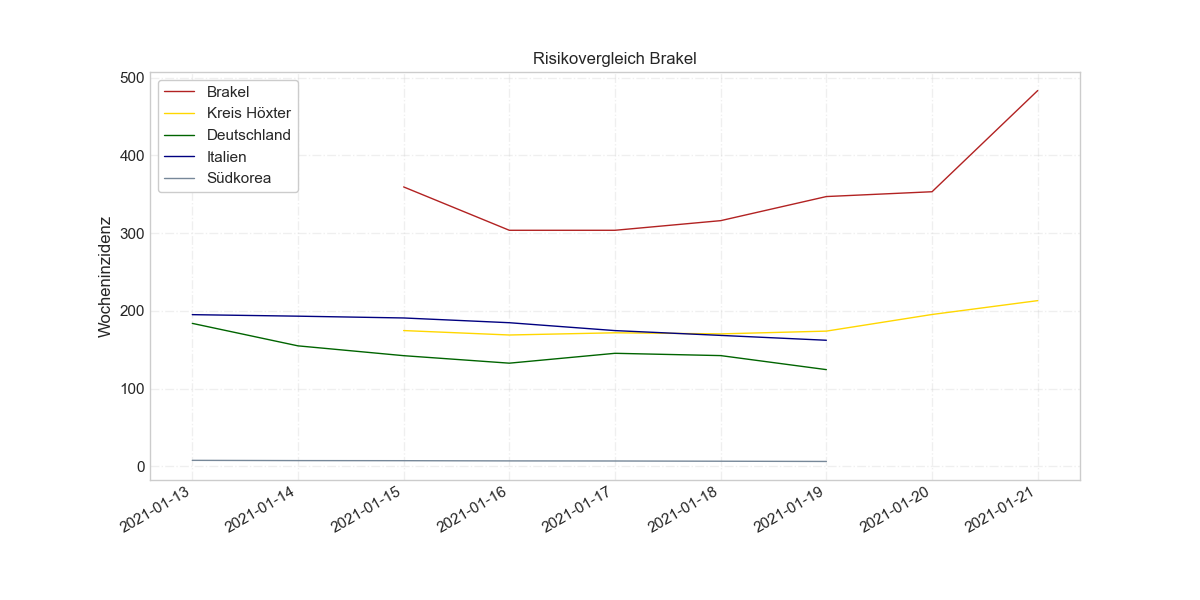 Risikovergleich Brakel
Wocheninzidenz
500
400
300
200
100
0
Brakel
Kreis Höxter
Deutschland
Italien
Südkorea
2021-01-13
2021-01-14
2021-01-15
2021-01-16
2021-01-17
2021-01-18
2021-01-19
2021-01-20
2021-01-21